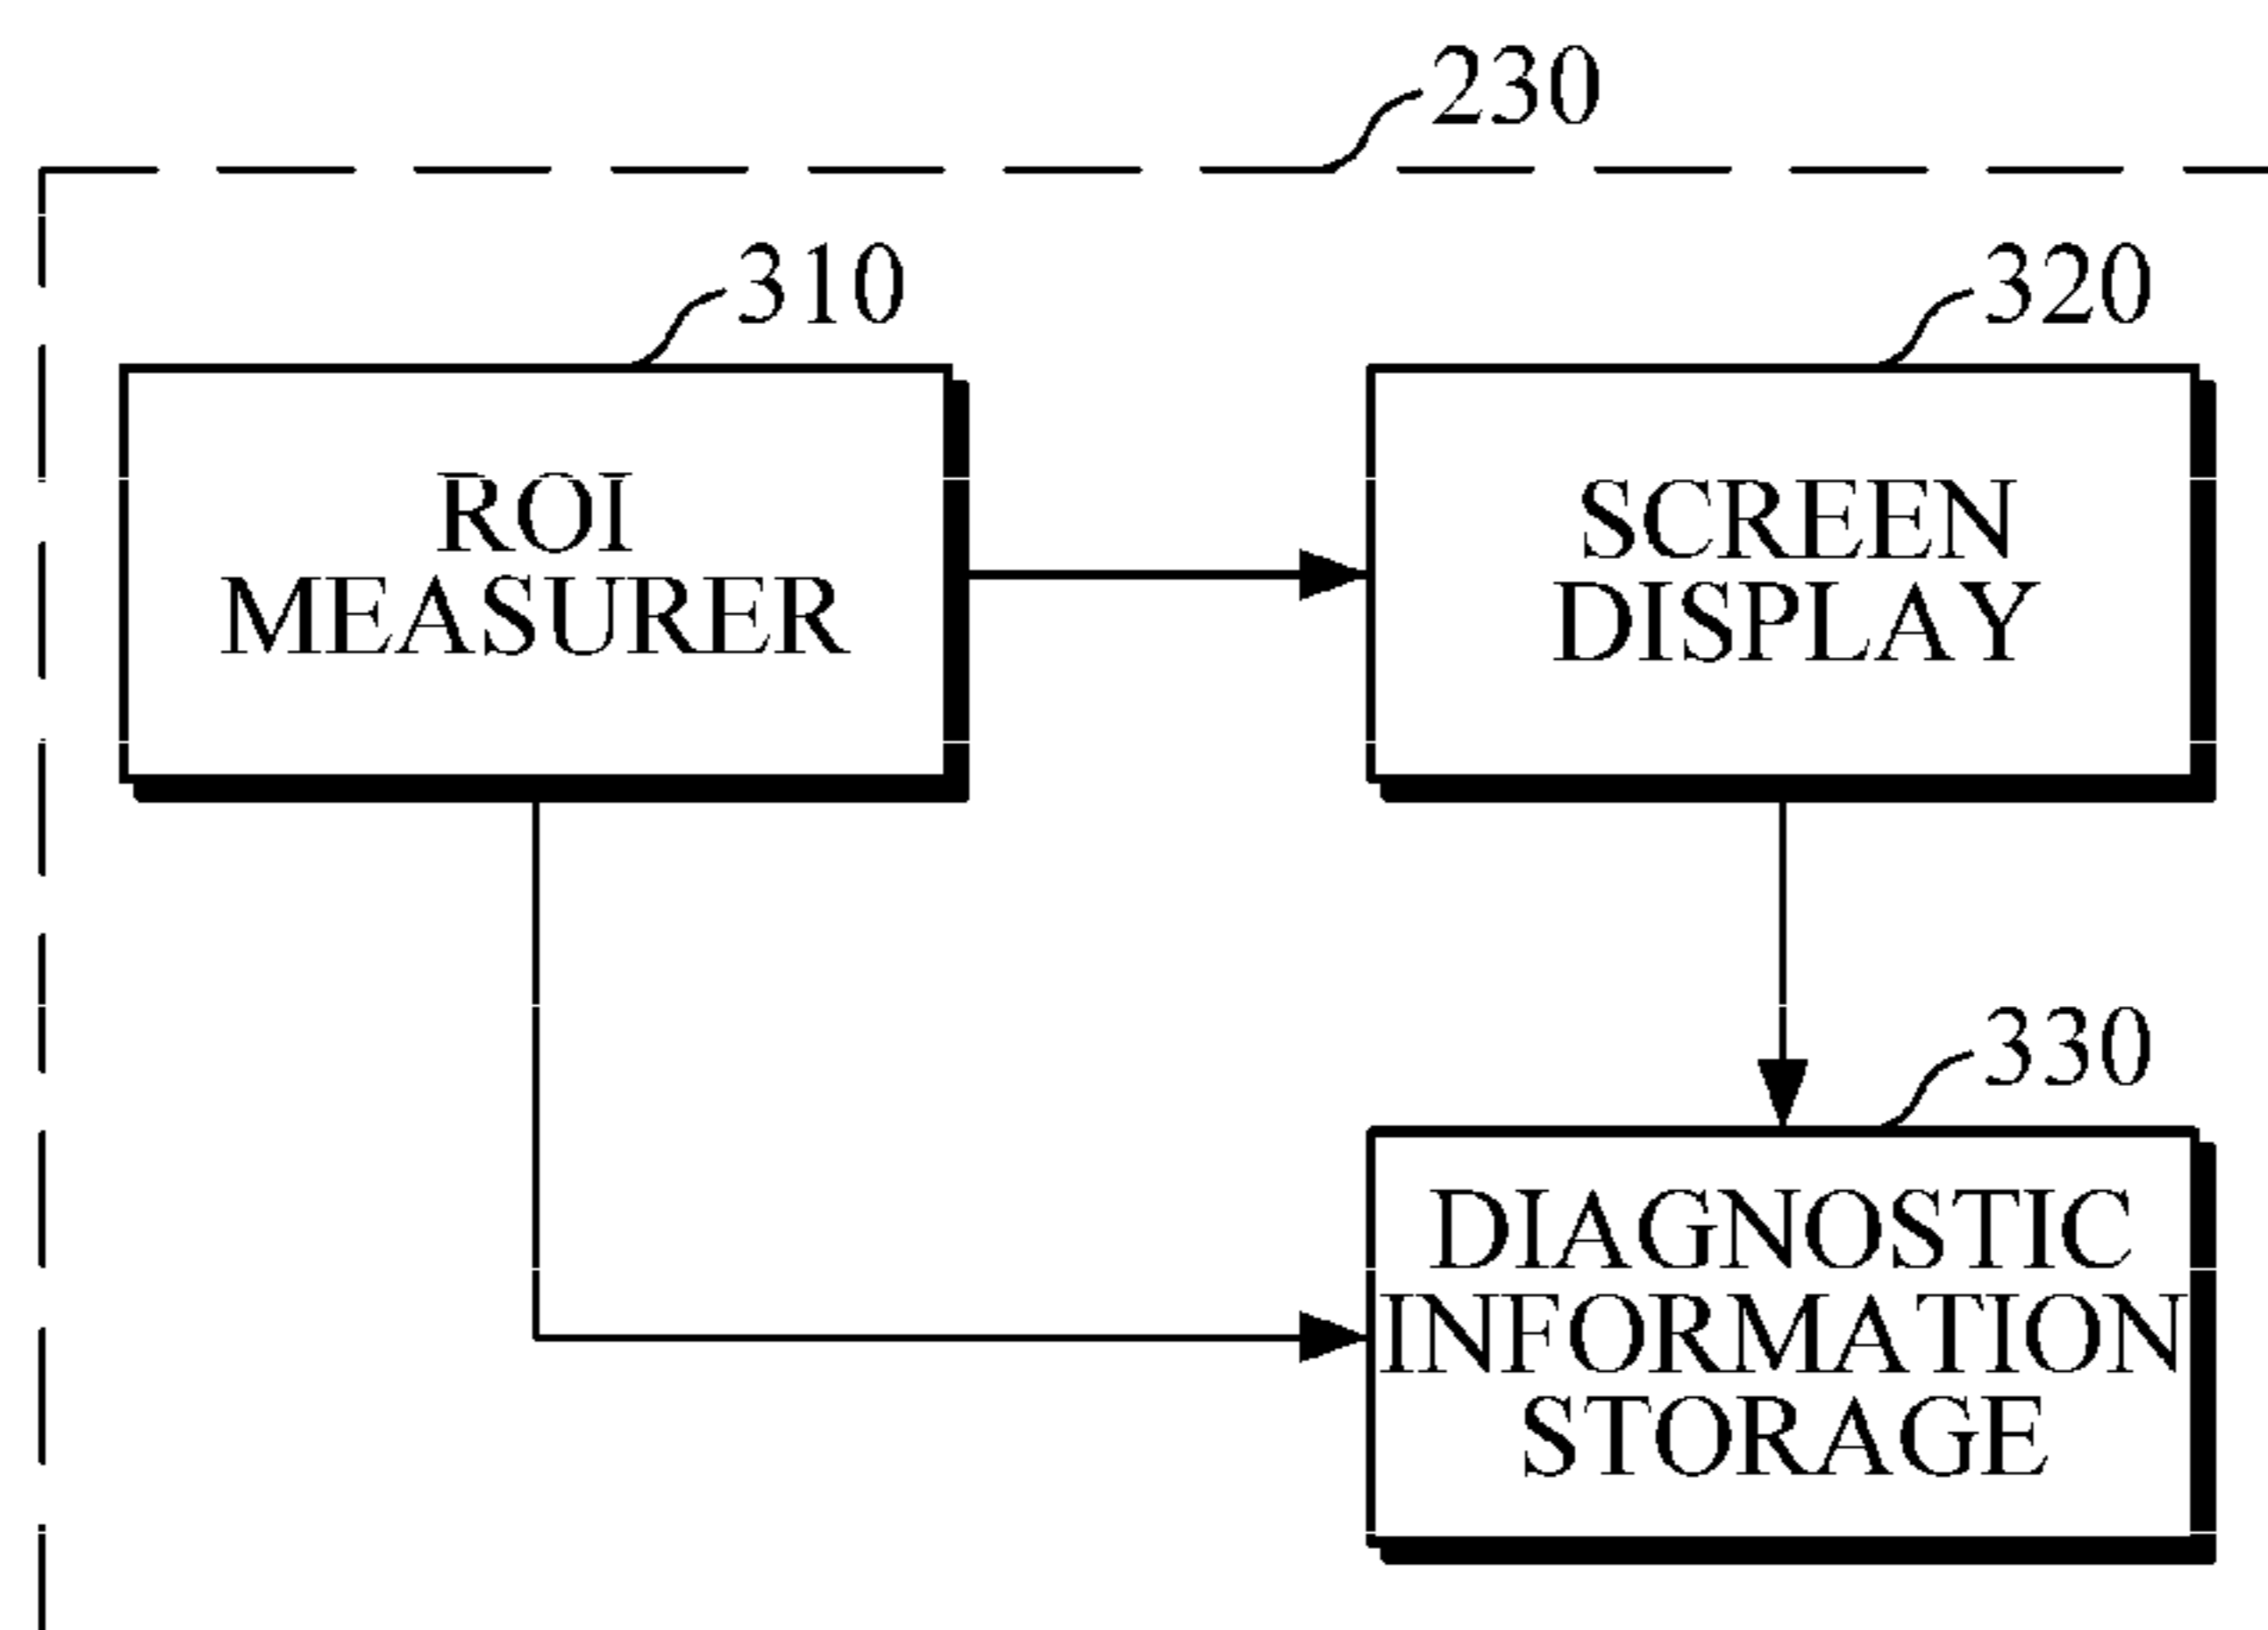 230
310
320
ROI
MEASURER
SCREEN
DISPLAY
330
DIAGNOSTIC
INFORMATION
STORAGE